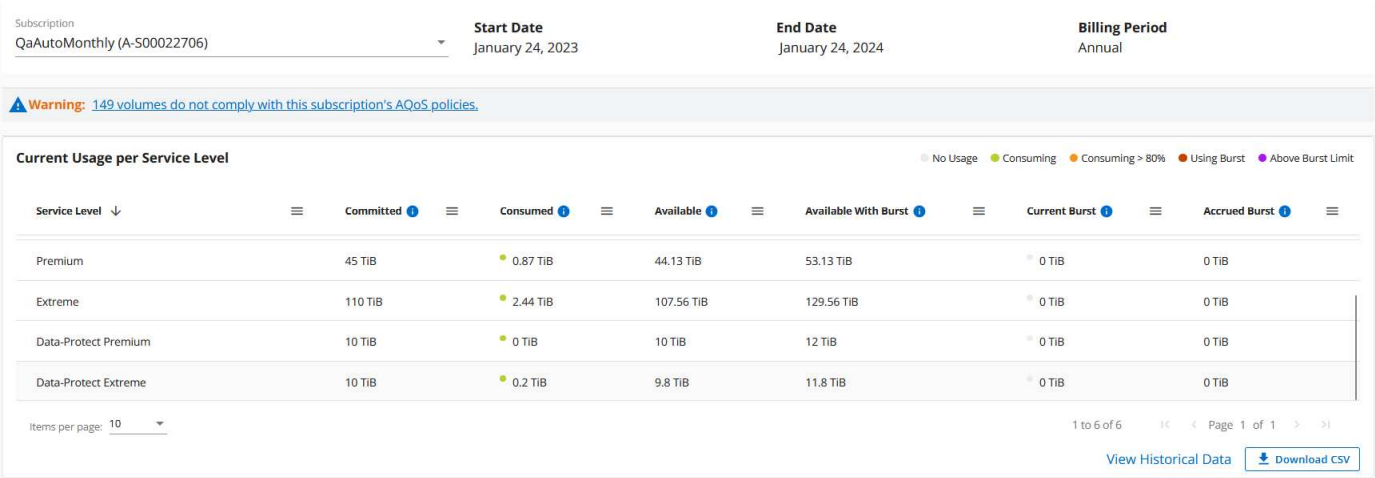 Subscription
QaAutoMonthly (A-S00022706)
Start Date
January 24, 2023
End Date
January 24, 2024
Billing Period
Annual
Warning: 149 volumes do not comply with this subscription's AQoS policies.
Current Usage per Service Level
No Usage Consuming Consuming > 80% Using Burst Above Burst Limit
Service Level Committed Consumed Available Available With Burst Current Burst Accrued Burst
Premium 45 TiB 0.87 TiB 44.13 TiB 53.13 TiB 0 TiB 0 TiB
Extreme 110 TiB 2.44 TiB 107.56 TiB 129.56 TiB 0 TiB 0 TiB
Data-Protect Premium 10 TiB 0 TiB 10 TiB 12 TiB 0 TiB 0 TiB
Data-Protect Extreme 10 TiB 0.2 TiB 9.8 TiB 11.8 TiB 0 TiB 0 TiB
Items per page: 10 1 to 6 of 6 Page 1 of 1
View Historical Data Download CSV